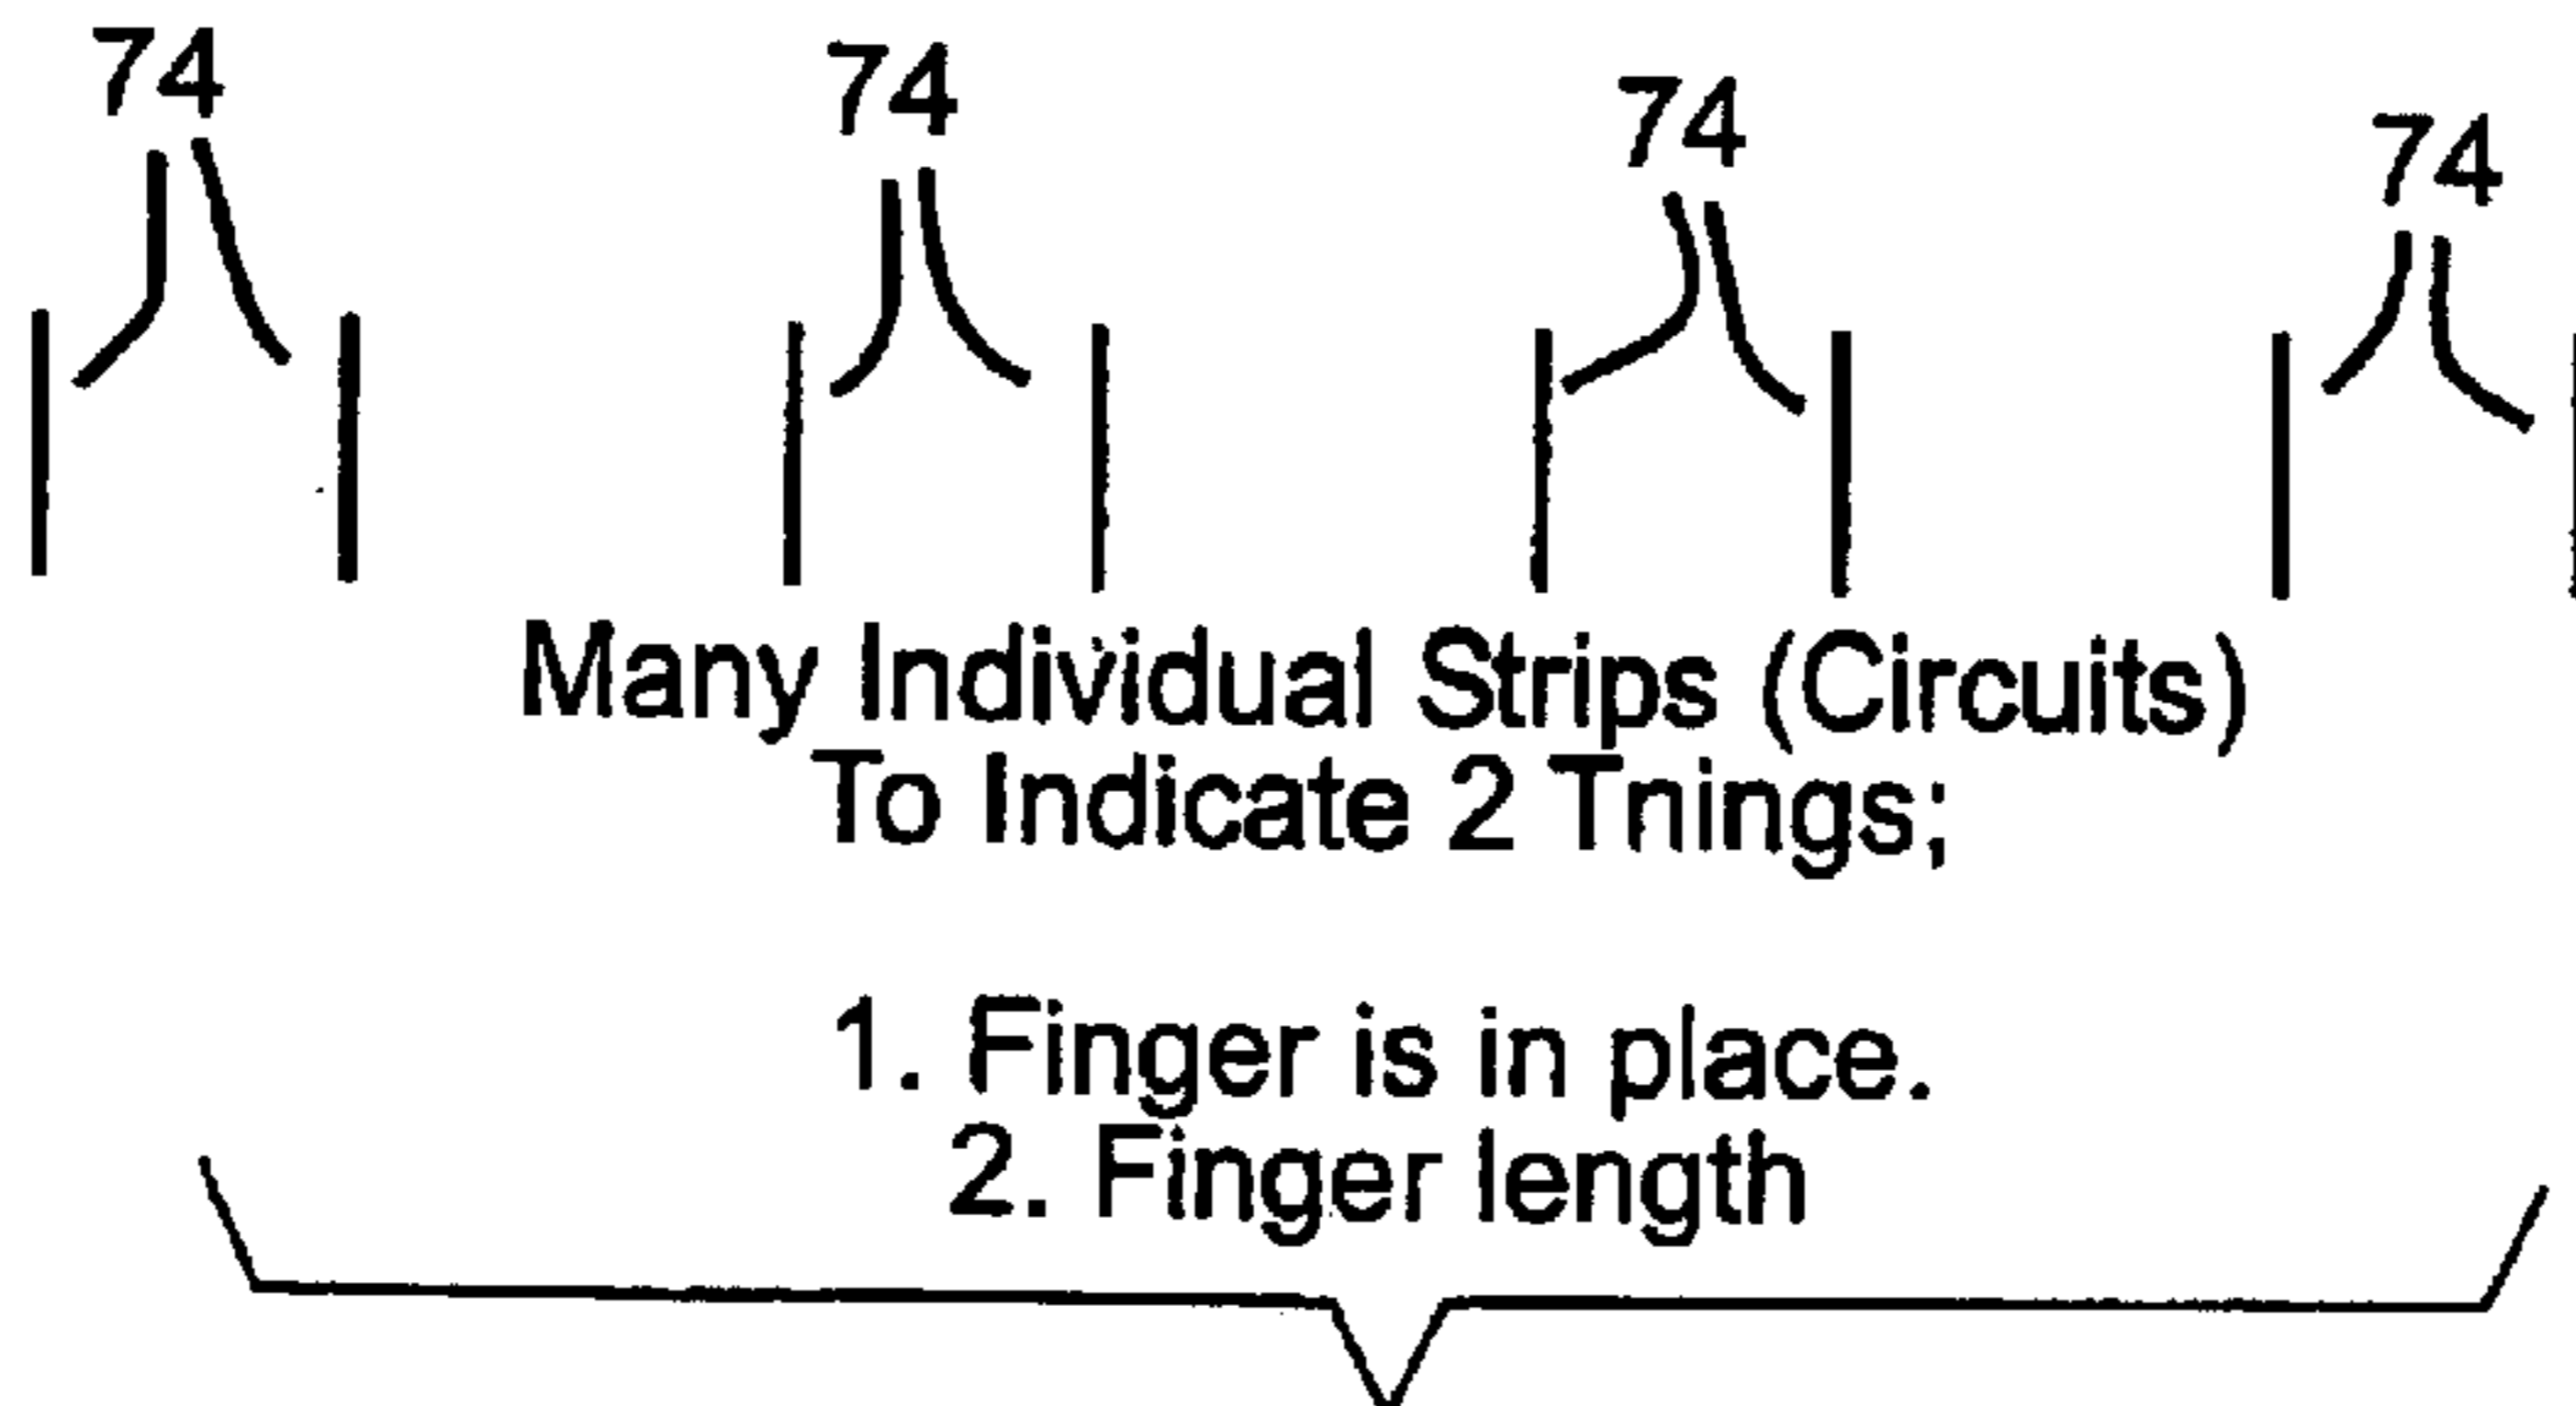 74 74 74 74
Many Individual Strips (Circuits)
To Indicate 2 Tnings;
1. Finger is in place.
2. Finger length